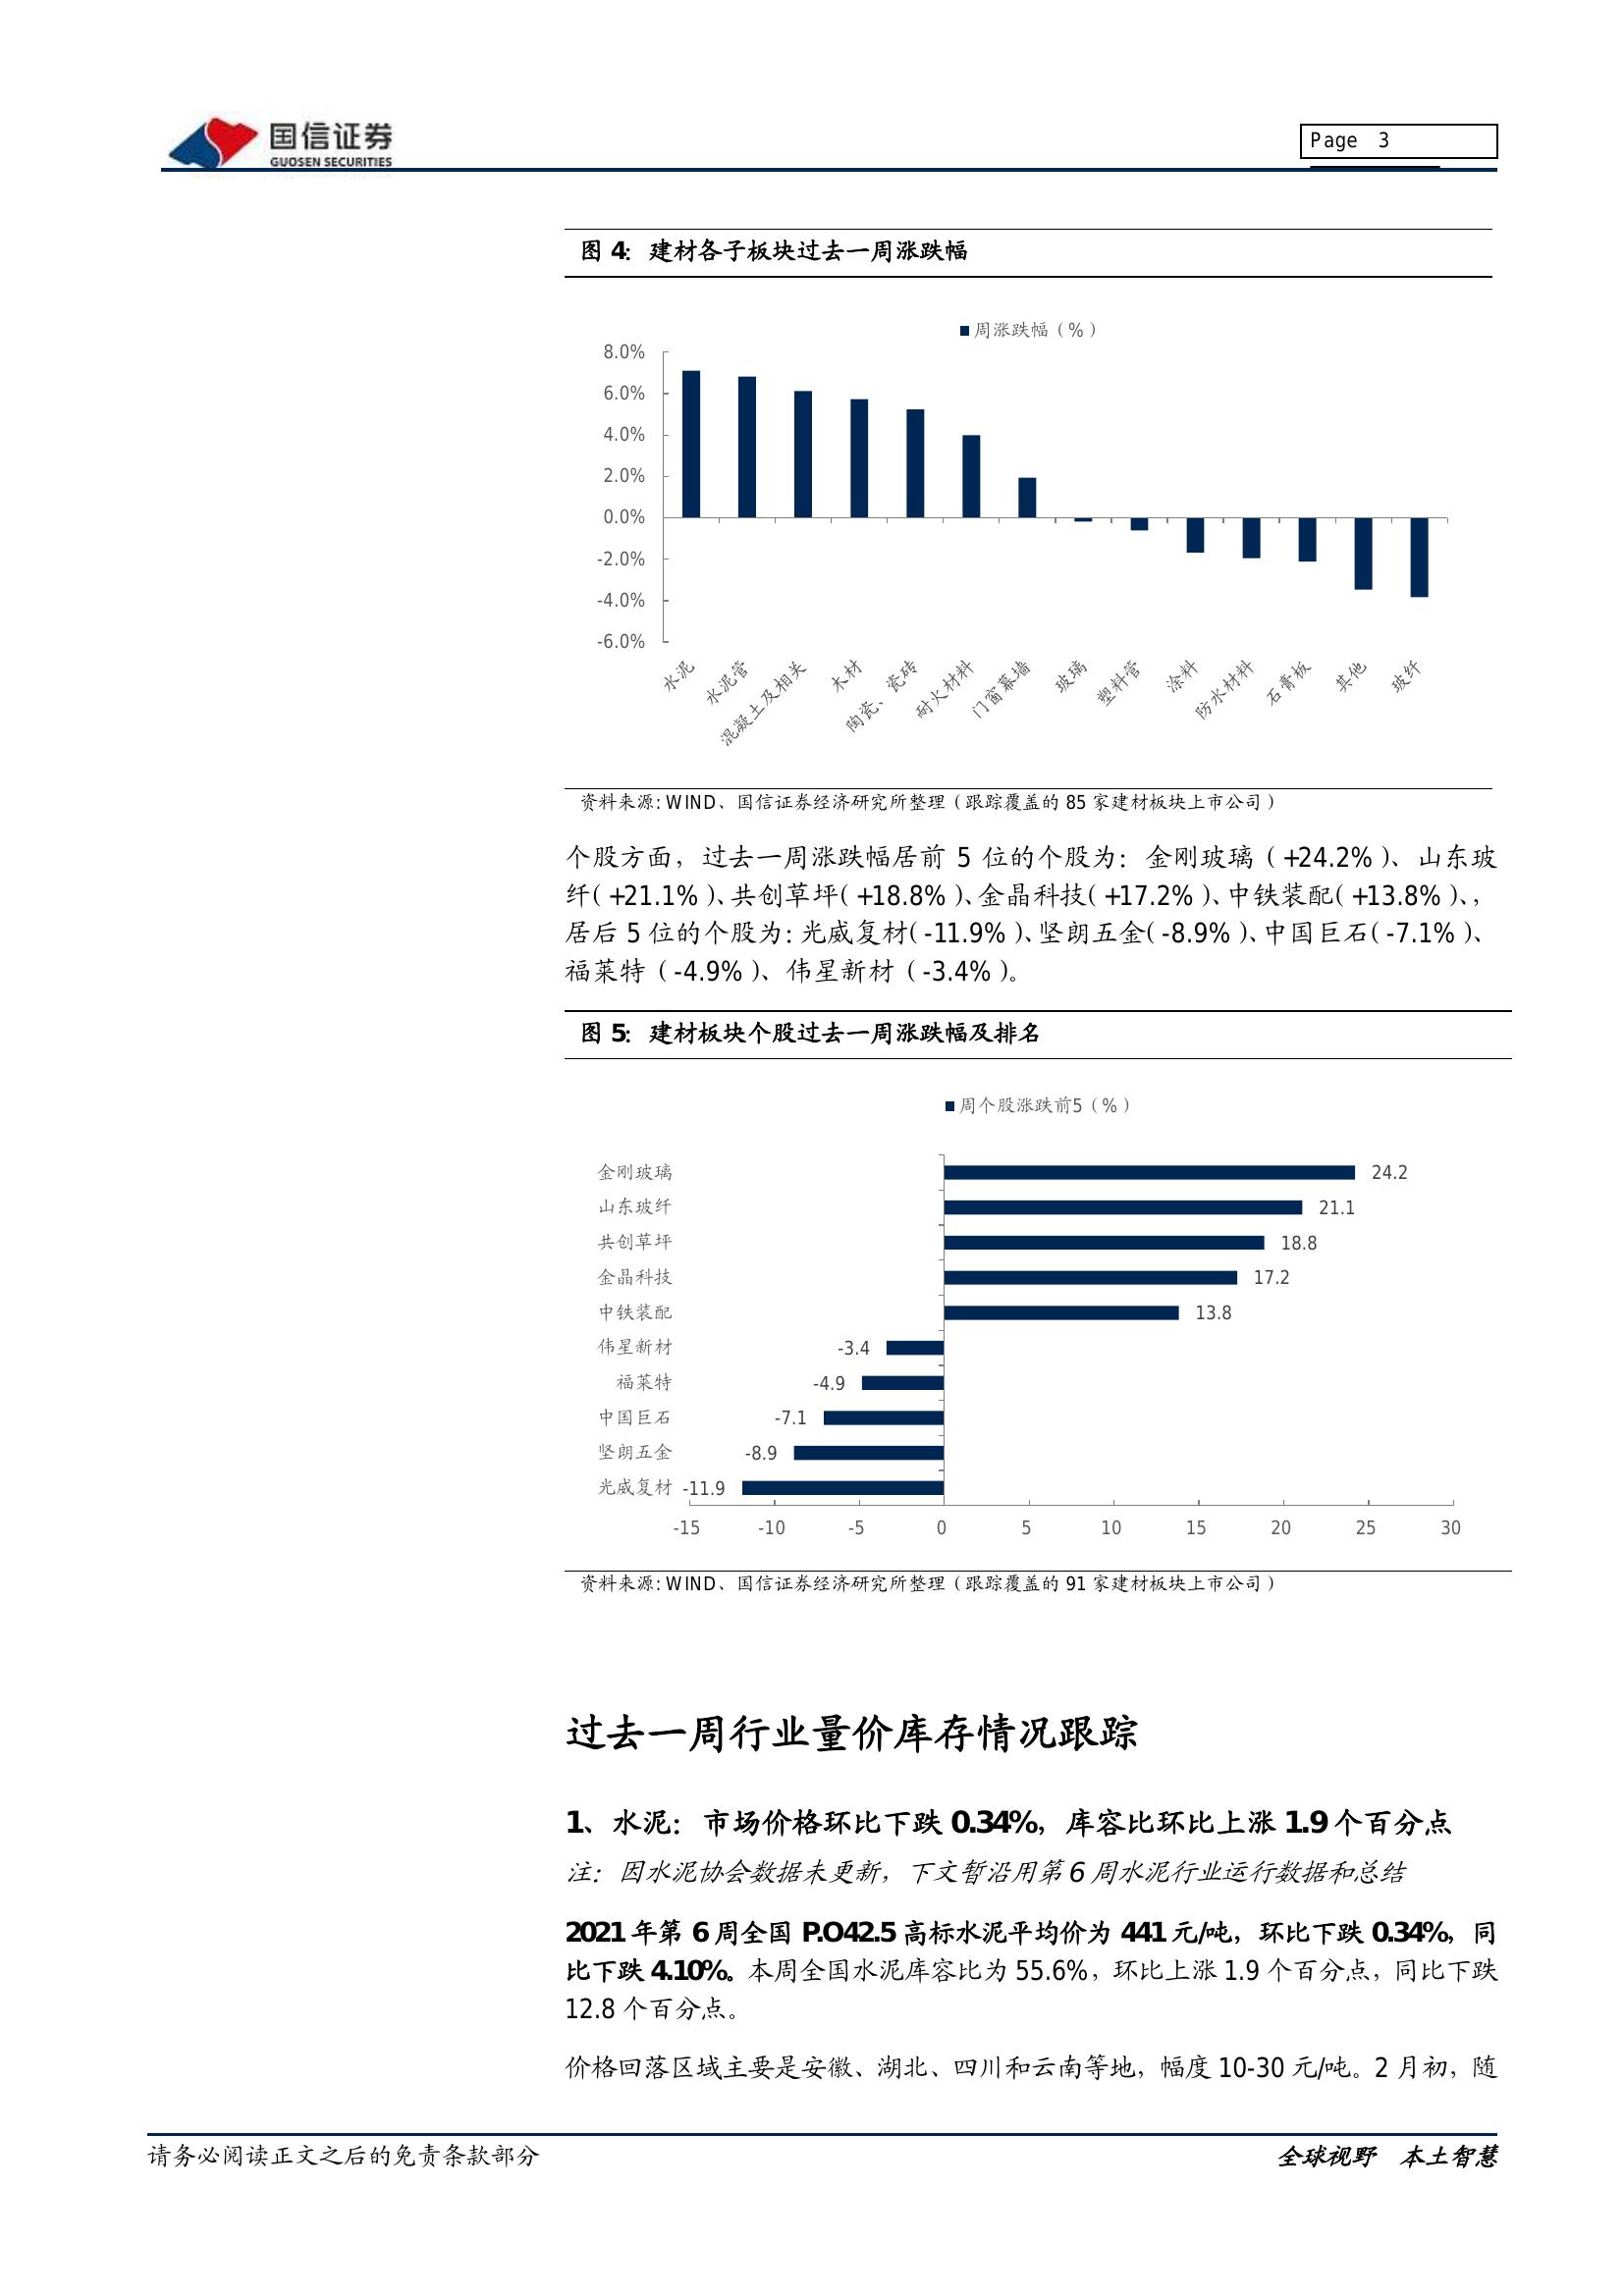 国信证券
GUOSEN SECURITIES
Page 3
图 4：建材各子板块过去一周涨跌幅
周涨跌幅（%）
8.0%
6.0%
4.0%
2.0%
0.0%
-2.0%
-4.0%
-6.0%
水泥
水泥管
混凝土及相关
木材
陶瓷、瓷砖
耐火材料
门窗幕墙
玻璃
塑料管
涂料
防水材料
石膏板
其他
玻纤
资料来源: WIND、国信证券经济研究所整理（跟踪覆盖的 85 家建材板块上市公司）
个股方面，过去一周涨跌幅居前 5 位的个股为：金刚玻璃（+24.2%）、山东玻
纤（+21.1%）、共创草坪（+18.8%）、金晶科技（+17.2%）、中铁装配（+13.8%）、，
居后 5 位的个股为：光威复材（-11.9%）、坚朗五金（-8.9%）、中国巨石（-7.1%）、
福莱特（-4.9%）、伟星新材（-3.4%）。
图 5：建材板块个股过去一周涨跌幅及排名
周个股涨跌前5（%）
金刚玻璃 24.2
山东玻纤 21.1
共创草坪 18.8
金晶科技 17.2
中铁装配 13.8
伟星新材 -3.4
福莱特 -4.9
中国巨石 -7.1
坚朗五金 -8.9
光威复材 -11.9
-15 -10 -5 0 5 10 15 20 25 30
资料来源: WIND、国信证券经济研究所整理（跟踪覆盖的 91 家建材板块上市公司）
过去一周行业量价库存情况跟踪
1、水泥：市场价格环比下跌 0.34%，库容比环比上涨 1.9 个百分点
注：因水泥协会数据未更新，下文暂沿用第 6 周水泥行业运行数据和总结
2021 年第 6 周全国 P.O42.5 高标水泥平均价为 441 元/吨，环比下跌 0.34%，同
比下跌 4.10%。本周全国水泥库容比为 55.6%，环比上涨 1.9 个百分点，同比下跌
12.8 个百分点。
价格回落区域主要是安徽、湖北、四川和云南等地，幅度 10-30 元/吨。2 月初，随
请务必阅读正文之后的免责条款部分
全球视野 本土智慧